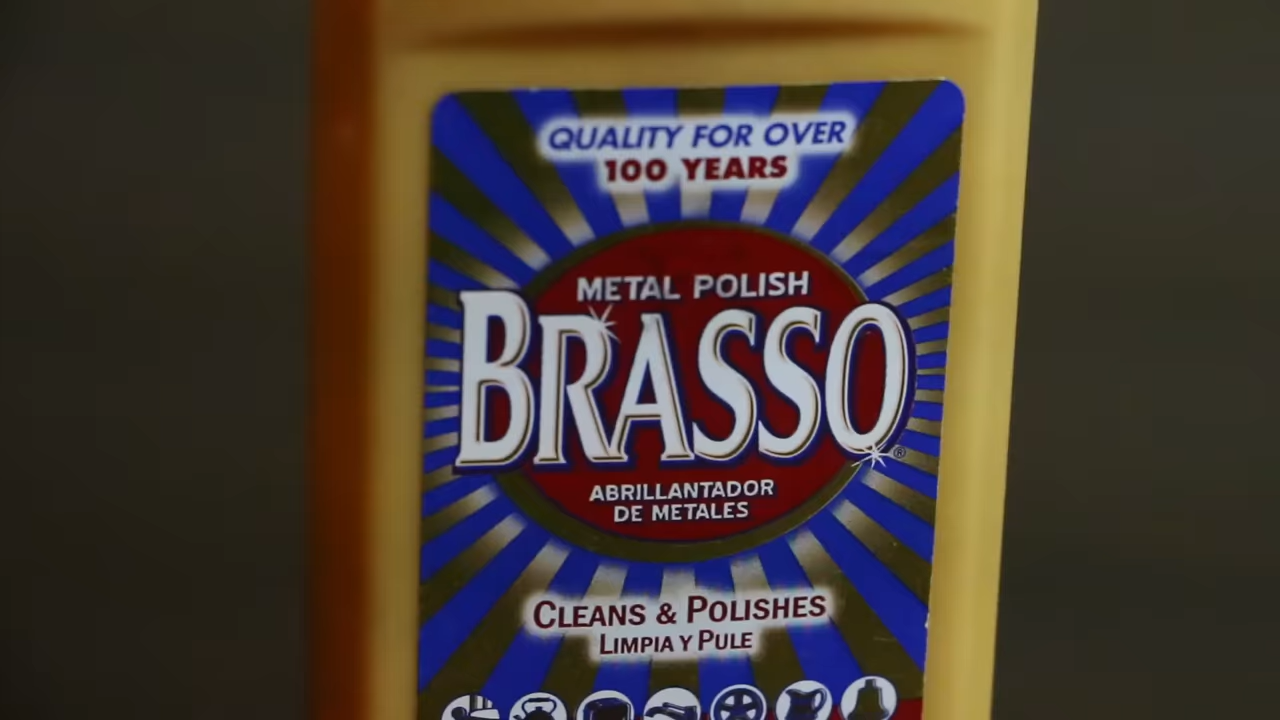 QUALITY FOR OVER
100 YEARS
METAL POLISH
BRASSO®
ABRILLANTADOR
DE METALES
CLEANS & POLISHES
LIMPIA Y PULE